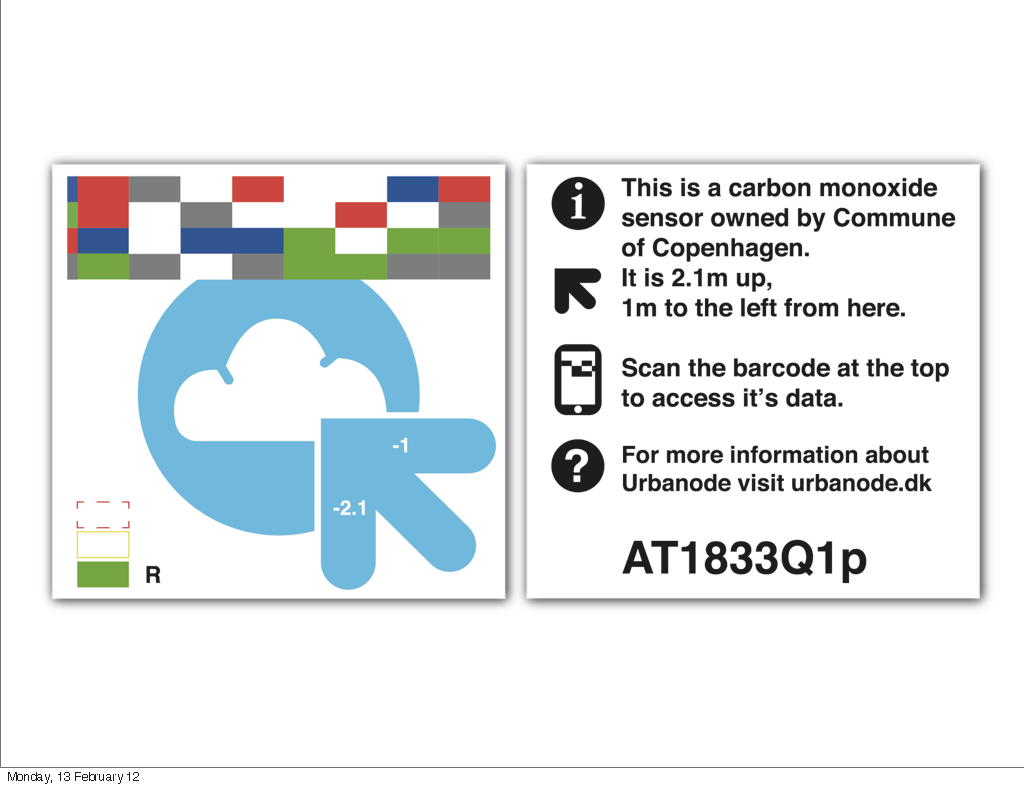 -1
-2.1
R
This is a carbon monoxide
sensor owned by Commune
of Copenhagen.
It is 2.1m up,
1m to the left from here.
Scan the barcode at the top
to access it's data.
For more information about
Urbanode visit urbanode.dk
AT1833Q1p
Monday, 13 February 12